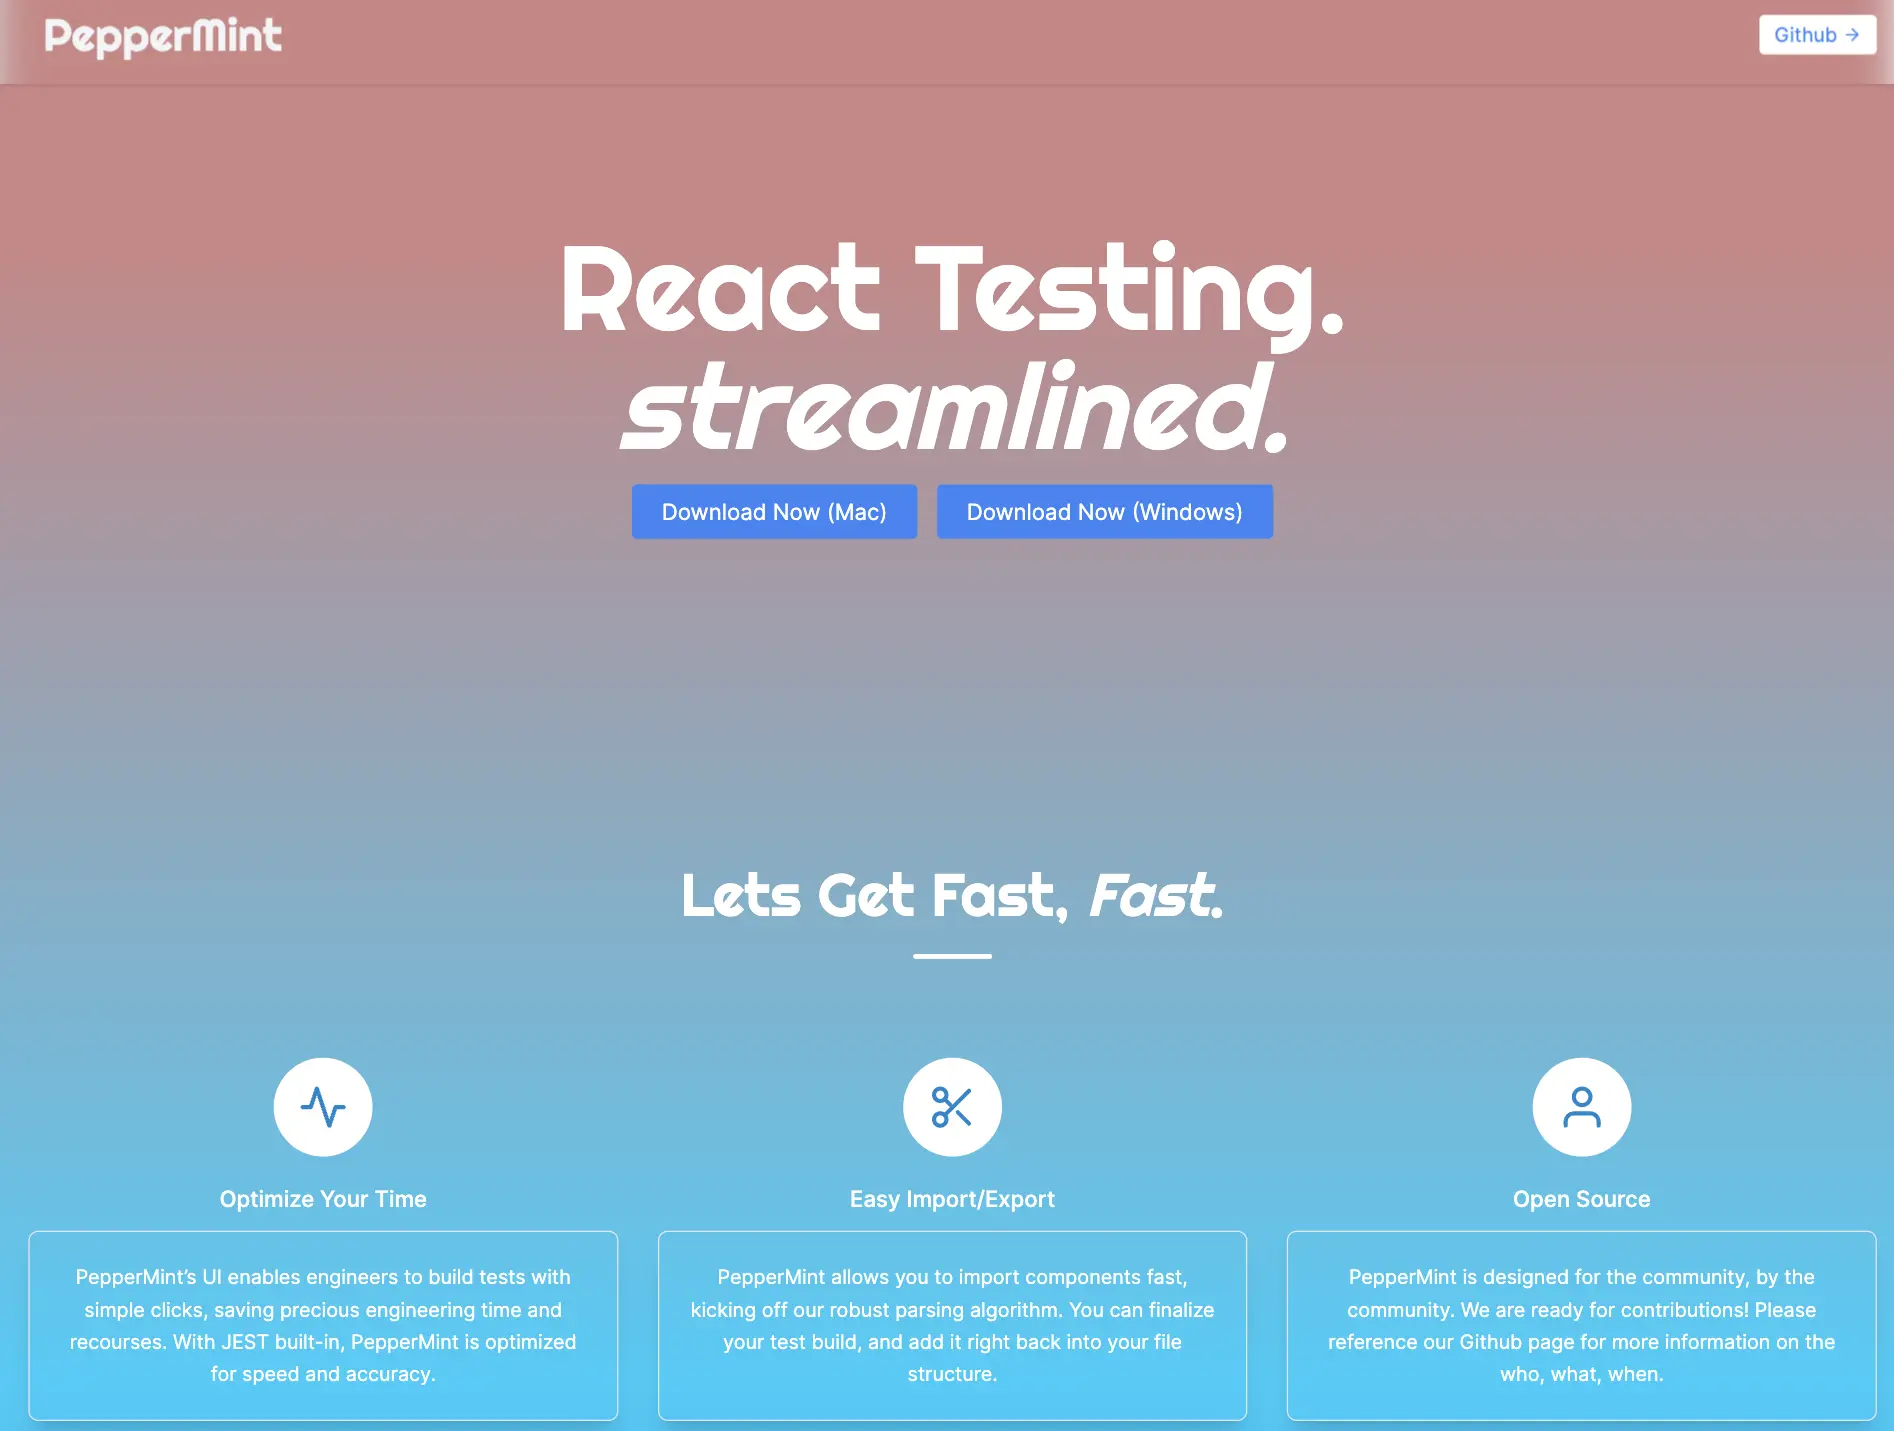 PepperMint
Github →
React Testing.
streamlined.
Download Now (Mac)
Download Now (Windows)
Lets Get Fast, Fast.
Optimize Your Time
PepperMint’s UI enables engineers to build tests with
simple clicks, saving precious engineering time and
recourses. With JEST built-in, PepperMint is optimized
for speed and accuracy.
Easy Import/Export
PepperMint allows you to import components fast,
kicking off our robust parsing algorithm. You can finalize
your test build, and add it right back into your file
structure.
Open Source
PepperMint is designed for the community, by the
community. We are ready for contributions! Please
reference our Github page for more information on the
who, what, when.